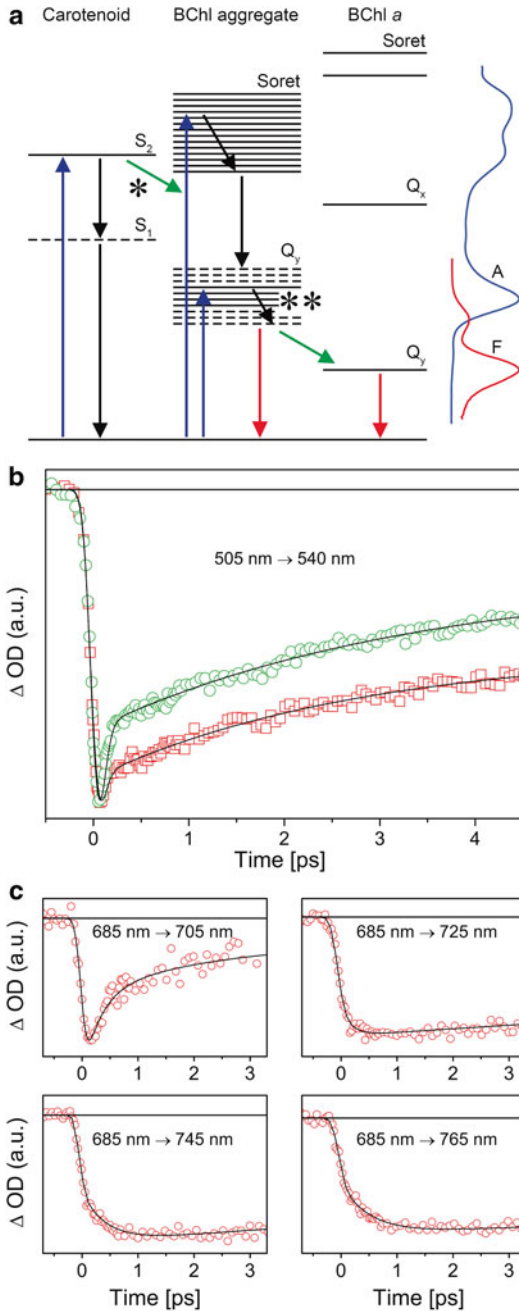 a
Carotenoid BChl aggregate BChl a
Soret
Soret
S2
*
S1
Qx
Qy
A
**
F
Qy
b
505 nm → 540 nm
Δ OD (a.u.)
0 1 2 3 4
Time [ps]
c
685 nm → 705 nm
685 nm → 725 nm
Δ OD (a.u.)
0 1 2 3
0 1 2 3
685 nm → 745 nm
685 nm → 765 nm
Δ OD (a.u.)
0 1 2 3
0 1 2 3
Time [ps]
Time [ps]